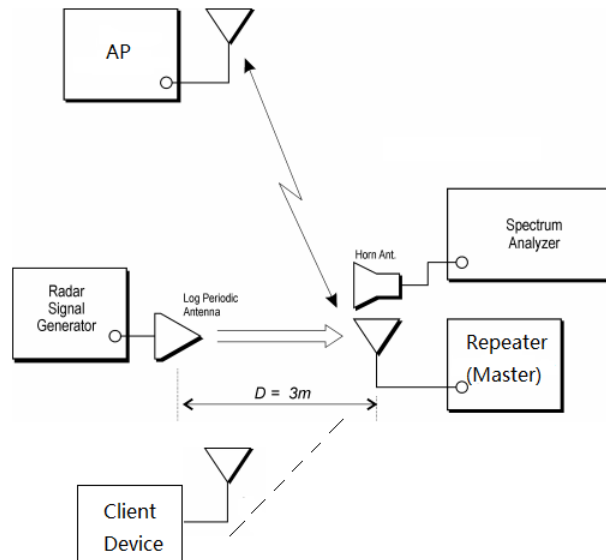 AP
Horn Ant.
Spectrum
Analyzer
Radar
Signal
Generator
Log Periodic
Antenna
Repeater
(Master)
D = 3m
Client
Device